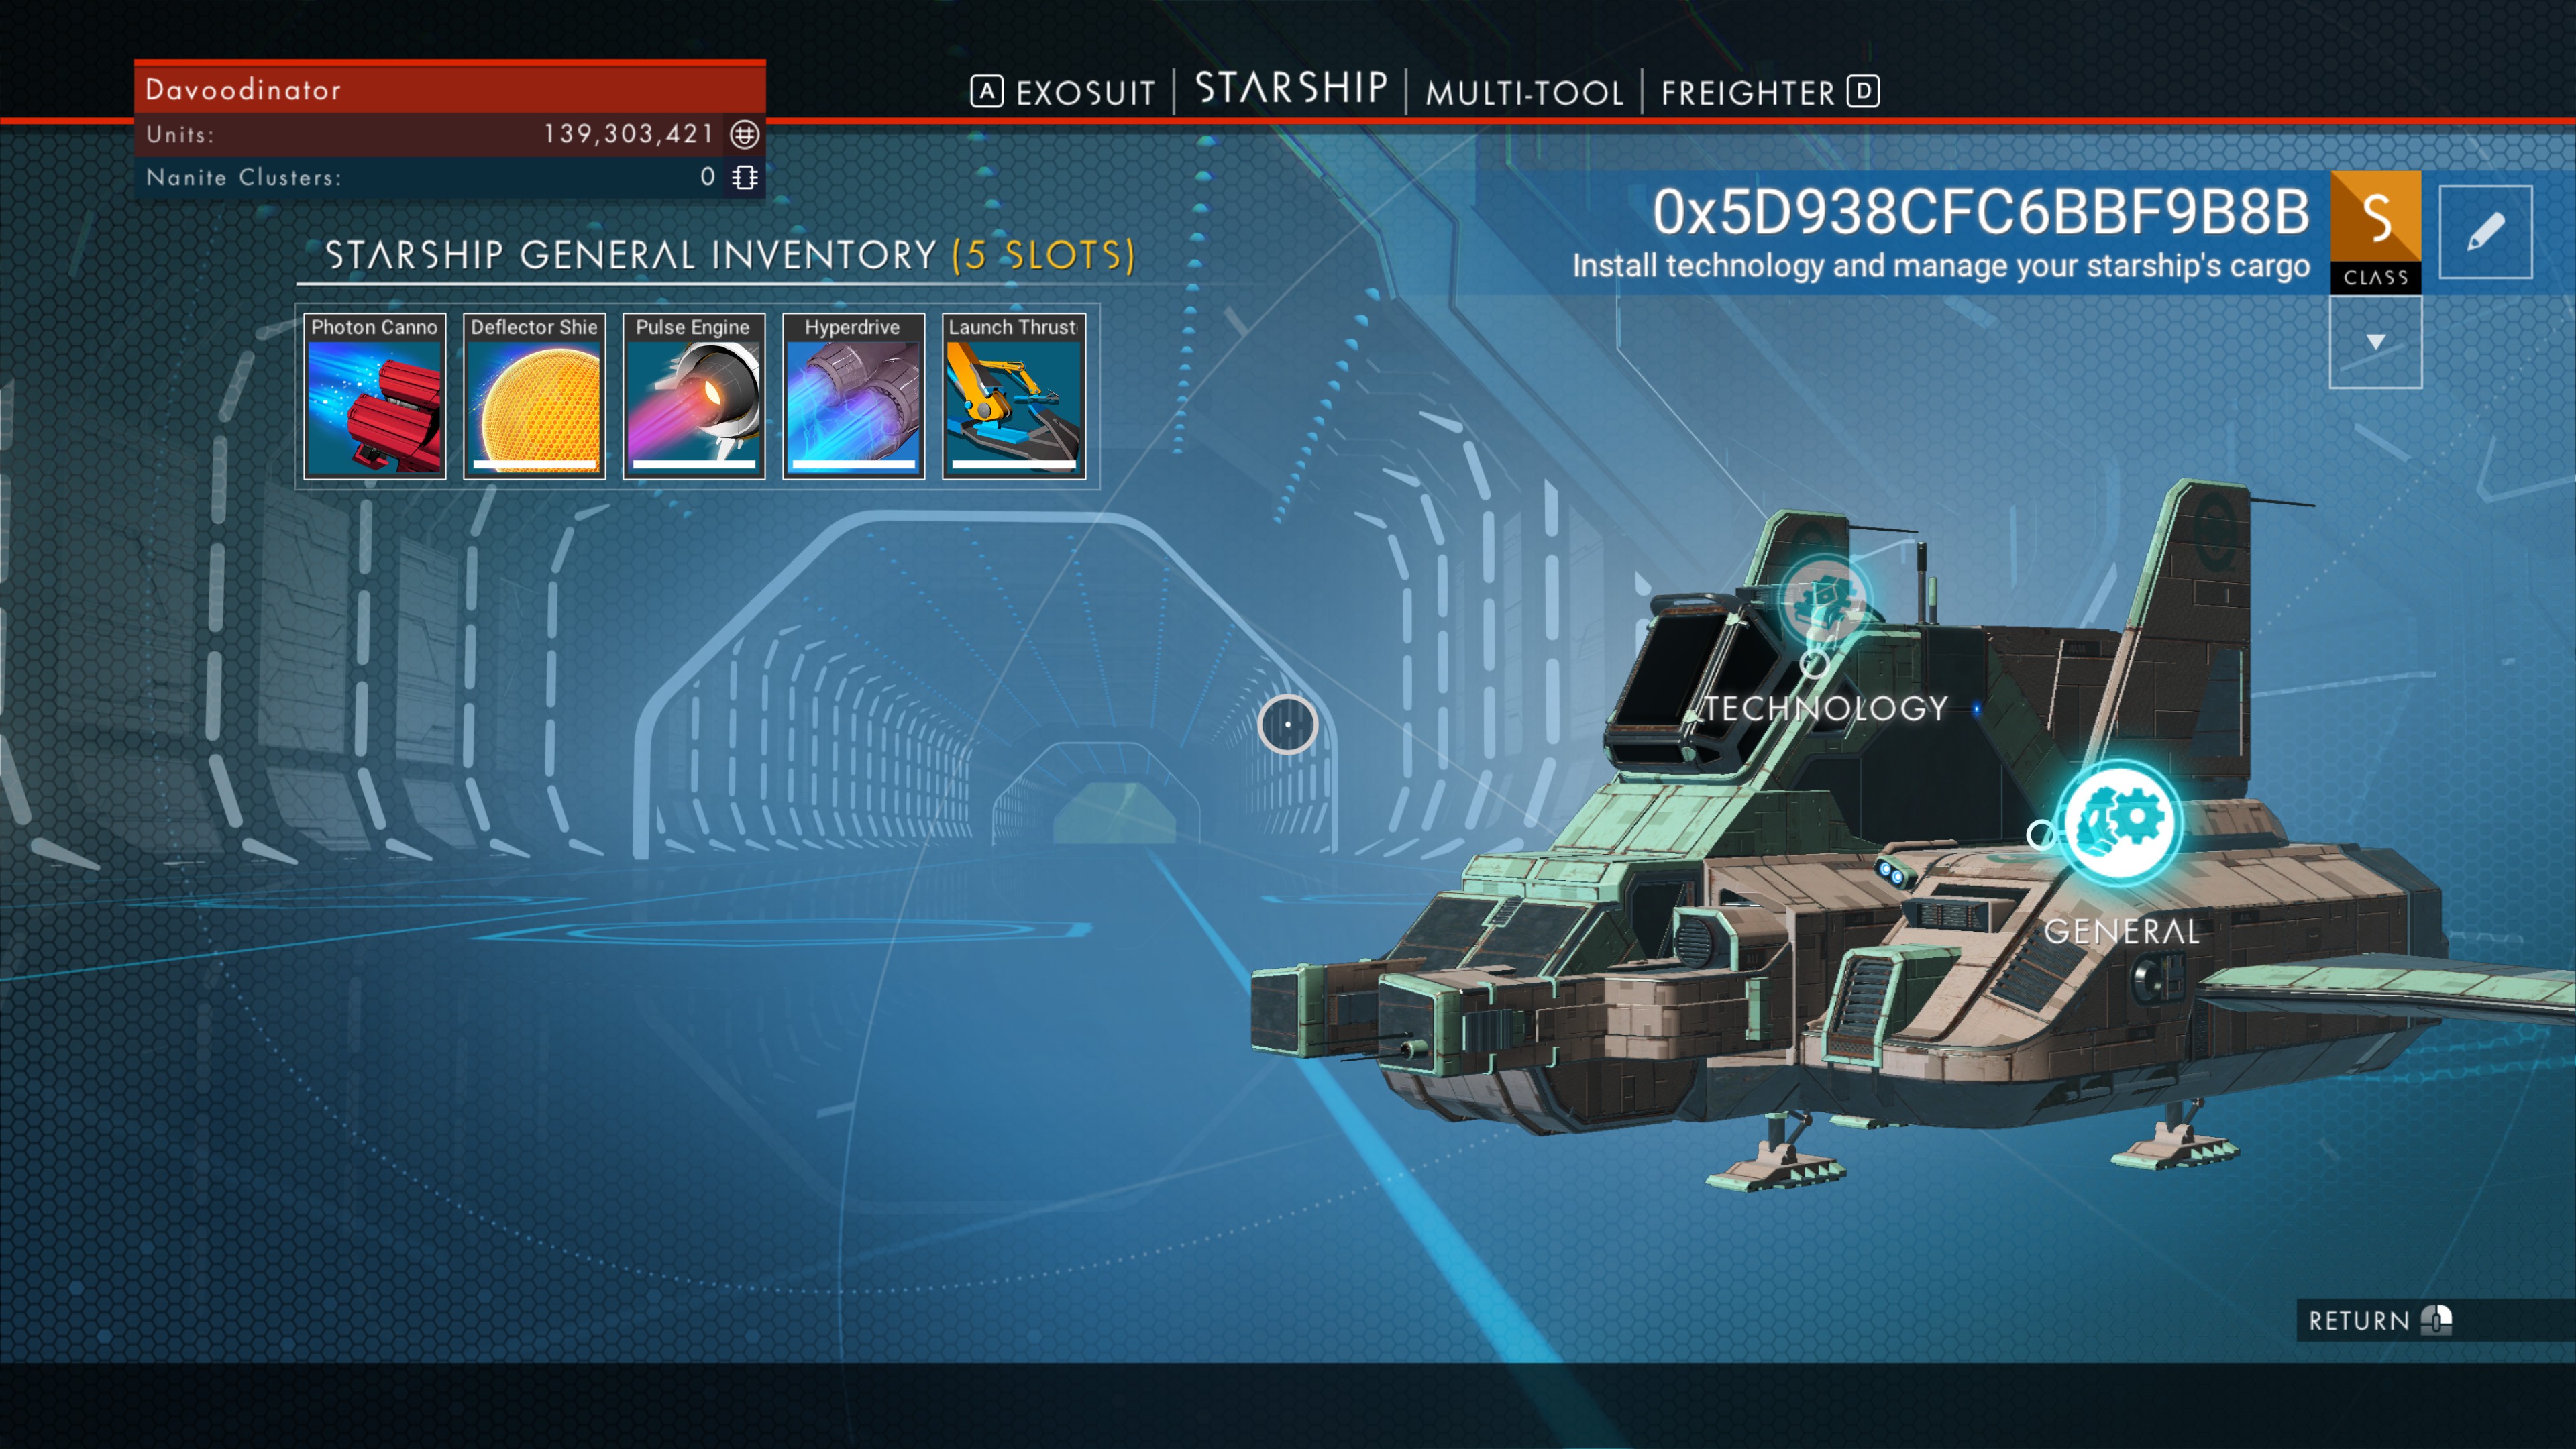 Davoodinator
Units: 139,303,421
Nanite Clusters: 0
A EXOSUIT STARSHIP MULTI-TOOL FREIGHTER D
0x5D938CFC6BBF9B8B
Install technology and manage your starship's cargo
S
CLASS
STARSHIP GENERAL INVENTORY (5 SLOTS)
Photon Canno Deflector Shie Pulse Engine Hyperdrive Launch Thrust
TECHNOLOGY
GENERAL
RETURN